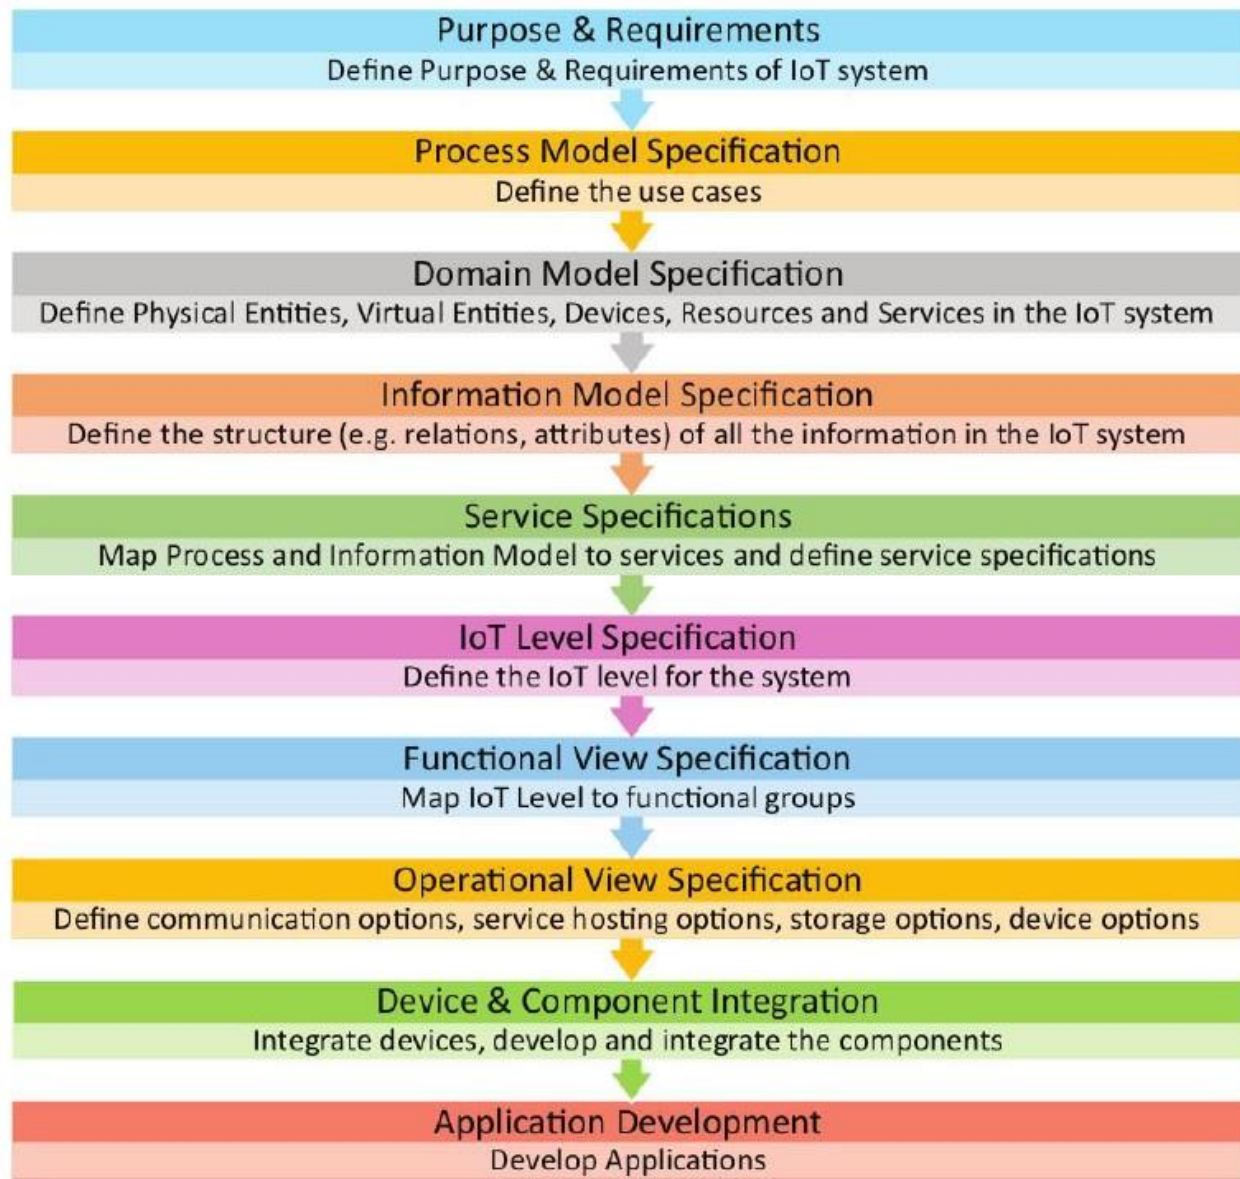 Purpose & Requirements
Define Purpose & Requirements of IoT system
Process Model Specification
Define the use cases
Domain Model Specification
Define Physical Entities, Virtual Entities, Devices, Resources and Services in the IoT system
Information Model Specification
Define the structure (e.g. relations, attributes) of all the information in the IoT system
Service Specifications
Map Process and Information Model to services and define service specifications
IoT Level Specification
Define the IoT level for the system
Functional View Specification
Map IoT Level to functional groups
Operational View Specification
Define communication options, service hosting options, storage options, device options
Device & Component Integration
Integrate devices, develop and integrate the components
Application Development
Develop Applications